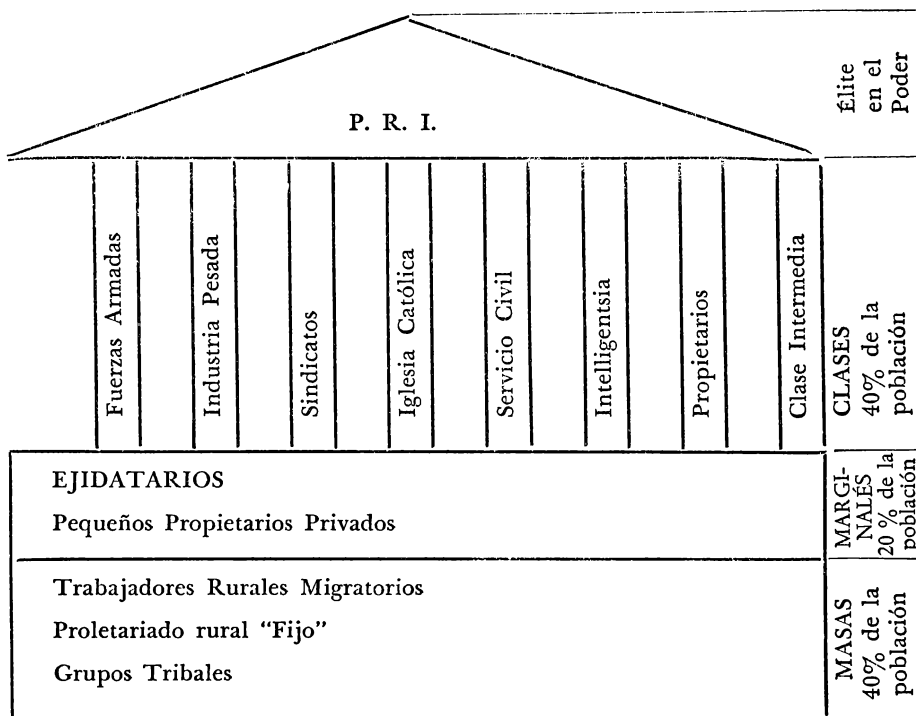 Élite
en el
Poder
P. R. I.
Fuerzas Armadas
Industria Pesada
Sindicatos
Iglesia Católica
Servicio Civil
Intelligentsia
Propietarios
Clase Intermedia
CLASES
40% de la
población
EJIDATARIOS
Pequeños Propietarios Privados
MARGI-
NALÉS
20 % de la
población
Trabajadores Rurales Migratorios
Proletariado rural “Fijo”
Grupos Tribales
MASAS
40% de la
población